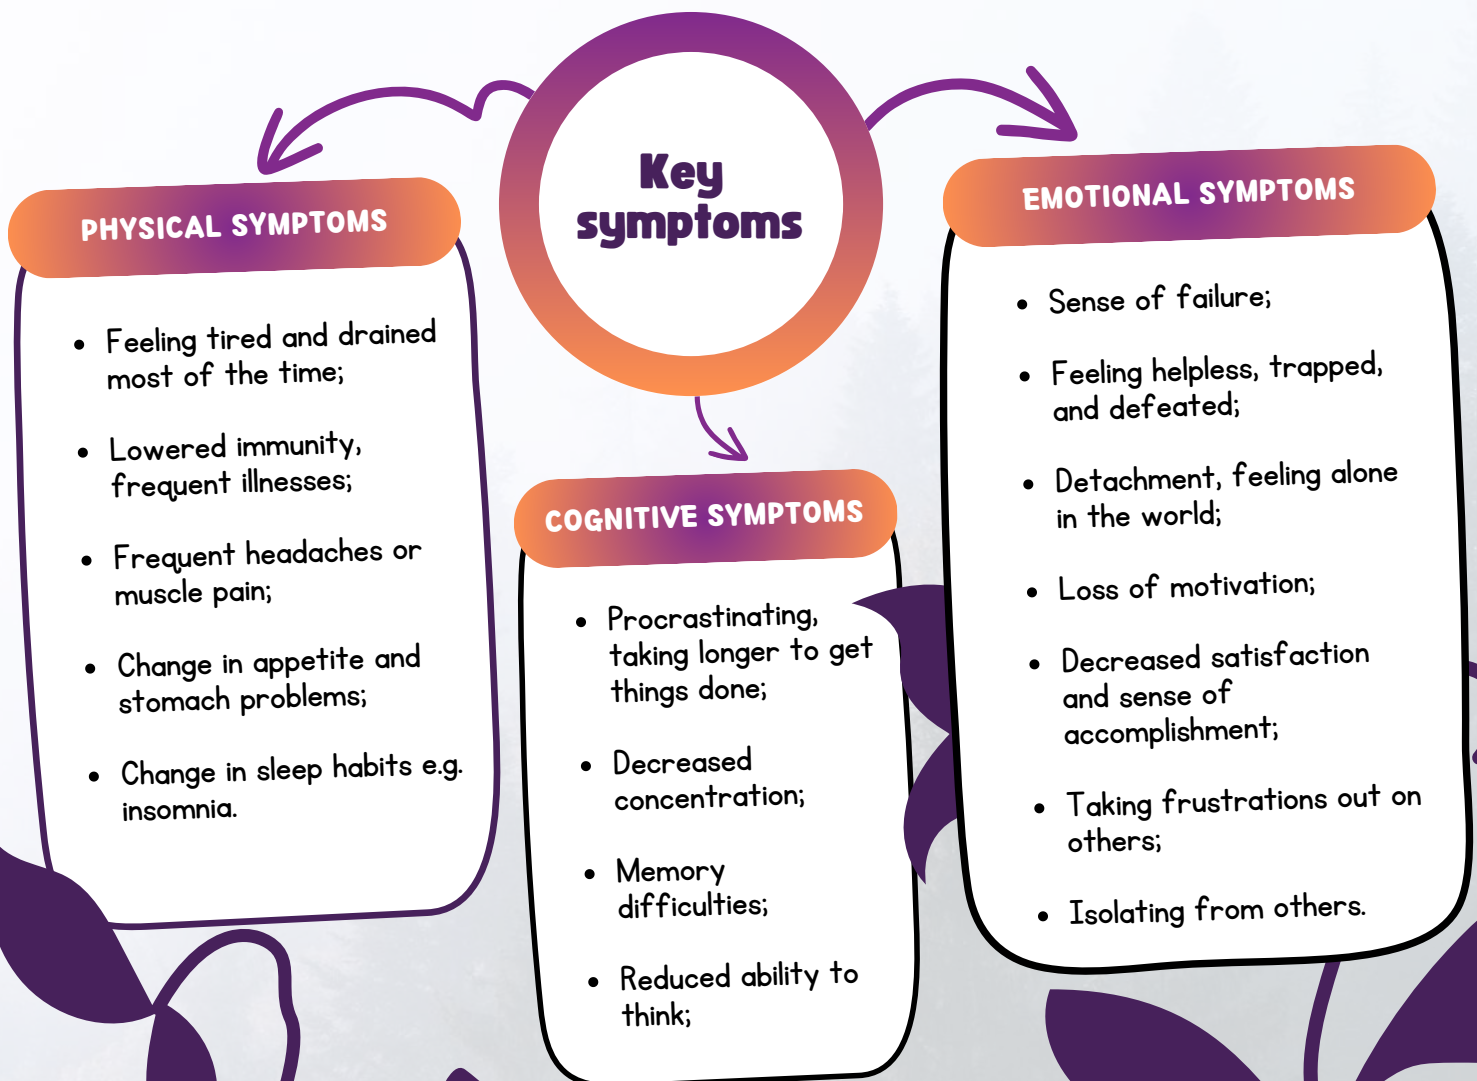 Key
symptoms
PHYSICAL SYMPTOMS
• Feeling tired and drained
most of the time;
• Lowered immunity,
frequent illnesses;
• Frequent headaches or
muscle pain;
• Change in appetite and
stomach problems;
• Change in sleep habits e.g.
insomnia.
COGNITIVE SYMPTOMS
• Procrastinating,
taking longer to get
things done;
• Decreased
concentration;
• Memory
difficulties;
• Reduced ability to
think;
EMOTIONAL SYMPTOMS
• Sense of failure;
• Feeling helpless, trapped,
and defeated;
• Detachment, feeling alone
in the world;
• Loss of motivation;
• Decreased satisfaction
and sense of
accomplishment;
• Taking frustrations out on
others;
• Isolating from others.